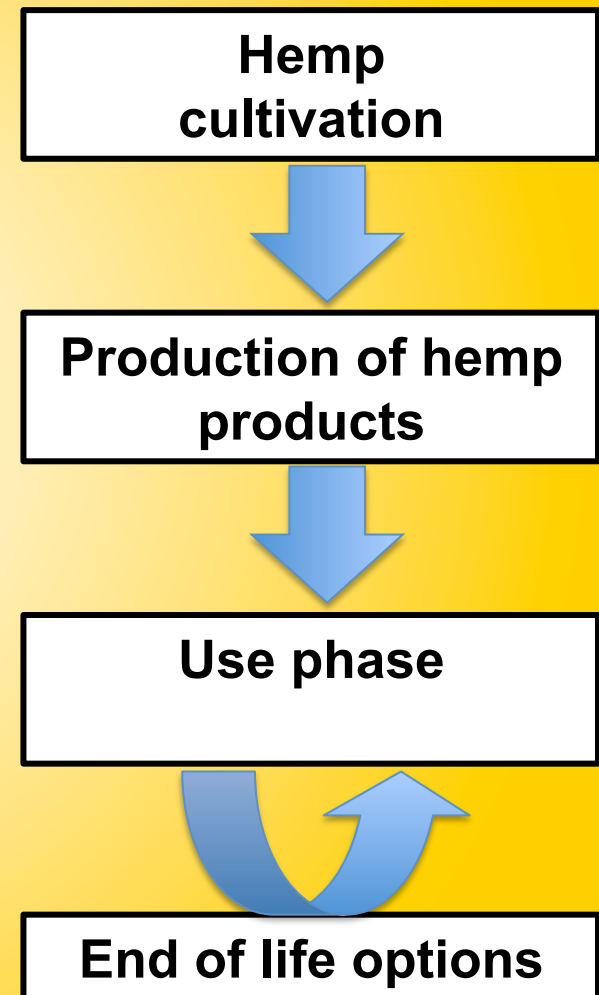 Hemp
cultivation
Production of hemp
products
Use phase
End of life options